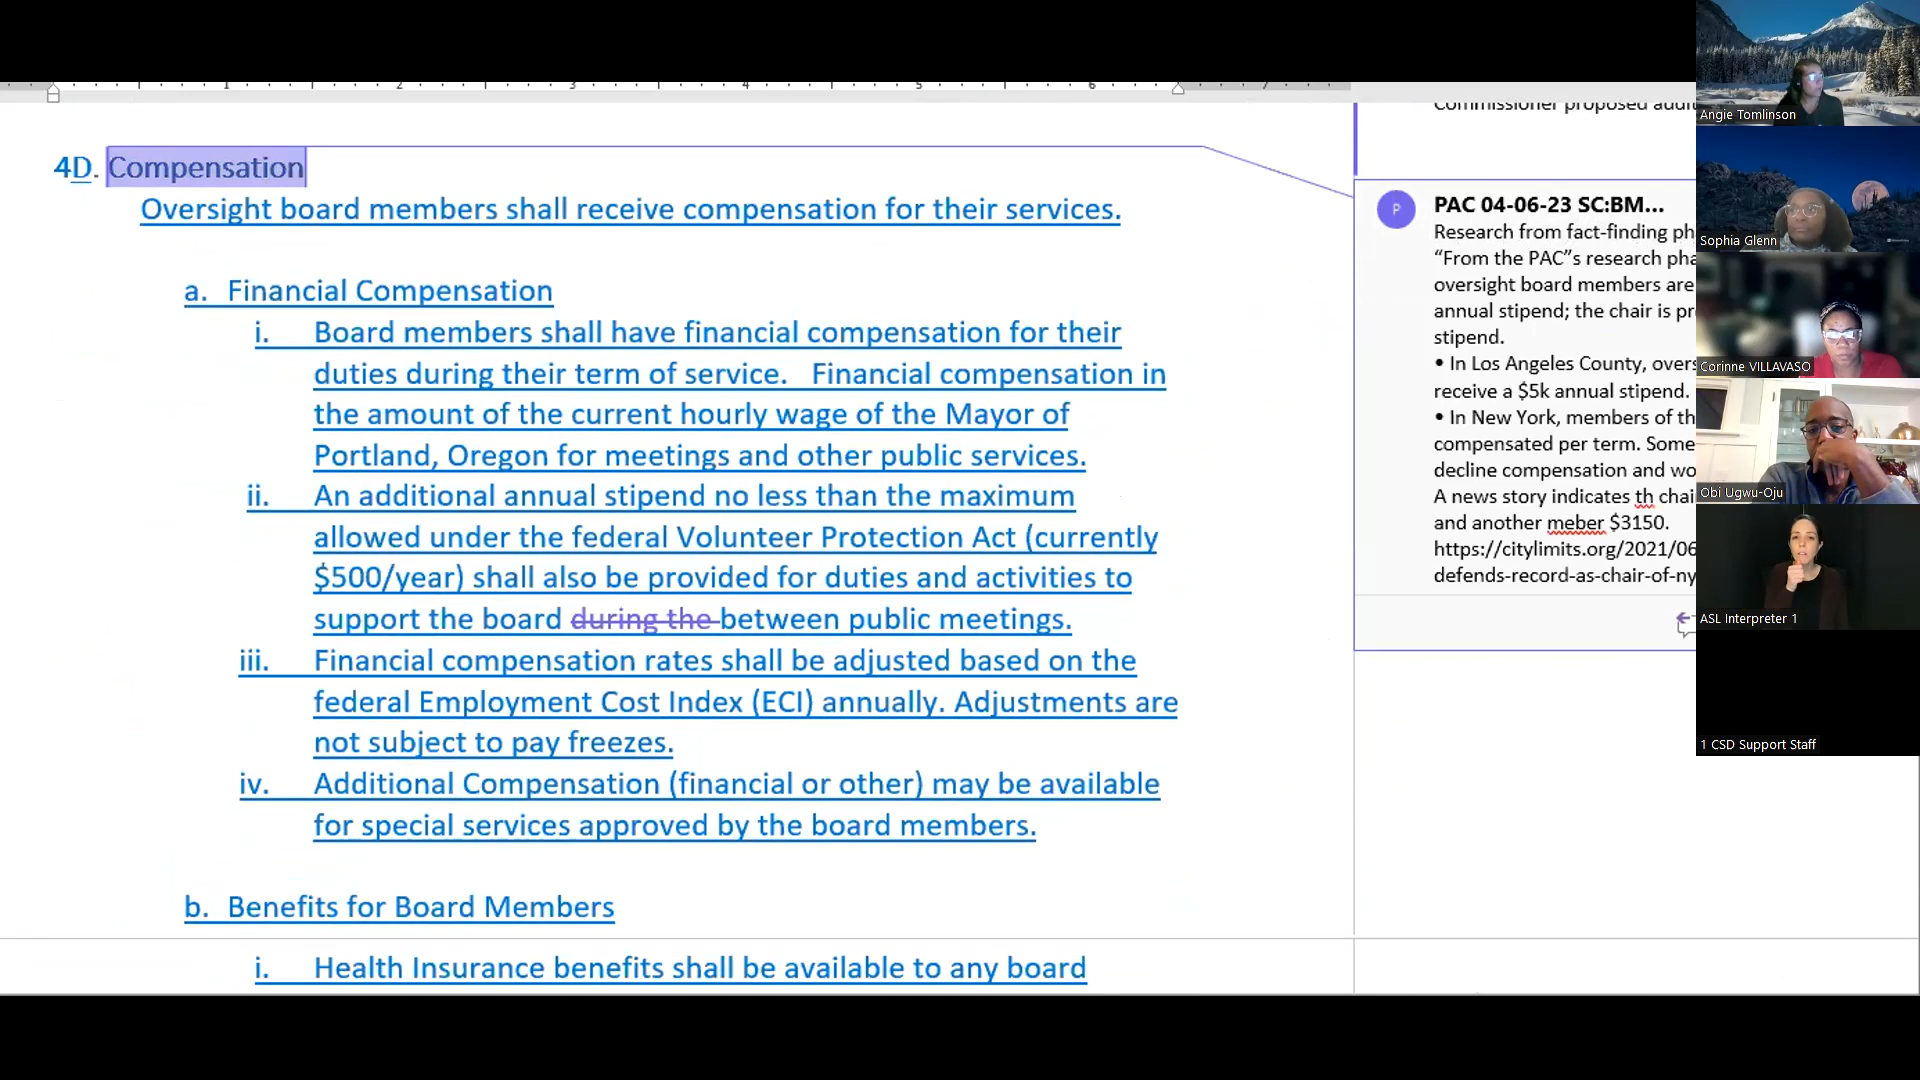 1 2 3 4 5 6 7
4D. Compensation
Oversight board members shall receive compensation for their services.
a. Financial Compensation
i. Board members shall have financial compensation for their
duties during their term of service. Financial compensation in
the amount of the current hourly wage of the Mayor of
Portland, Oregon for meetings and other public services.
ii. An additional annual stipend no less than the maximum
allowed under the federal Volunteer Protection Act (currently
$500/year) shall also be provided for duties and activities to
support the board during the between public meetings.
iii. Financial compensation rates shall be adjusted based on the
federal Employment Cost Index (ECI) annually. Adjustments are
not subject to pay freezes.
iv. Additional Compensation (financial or other) may be available
for special services approved by the board members.
b. Benefits for Board Members
i. Health Insurance benefits shall be available to any board
Commissioner proposed
P
PAC 04-06-23 SC:BM...
Research from fact-finding
“From the PAC”s research
oversight board members are
annual stipend; the chair is
stipend.
• In Los Angeles County,
receive a $5k annual stipend.
• In New York, members of
compensated per term. Some
decline compensation and
A news story indicates th
and another meber $3150.
https://citylimits.org/2021/06
defends-record-as-chair-of-ny
Angie Tomlinson
Sophia Glenn
Corinne VILLAVASO
Obi Ugwu-Oju
ASL Interpreter 1
1 CSD Support Staff